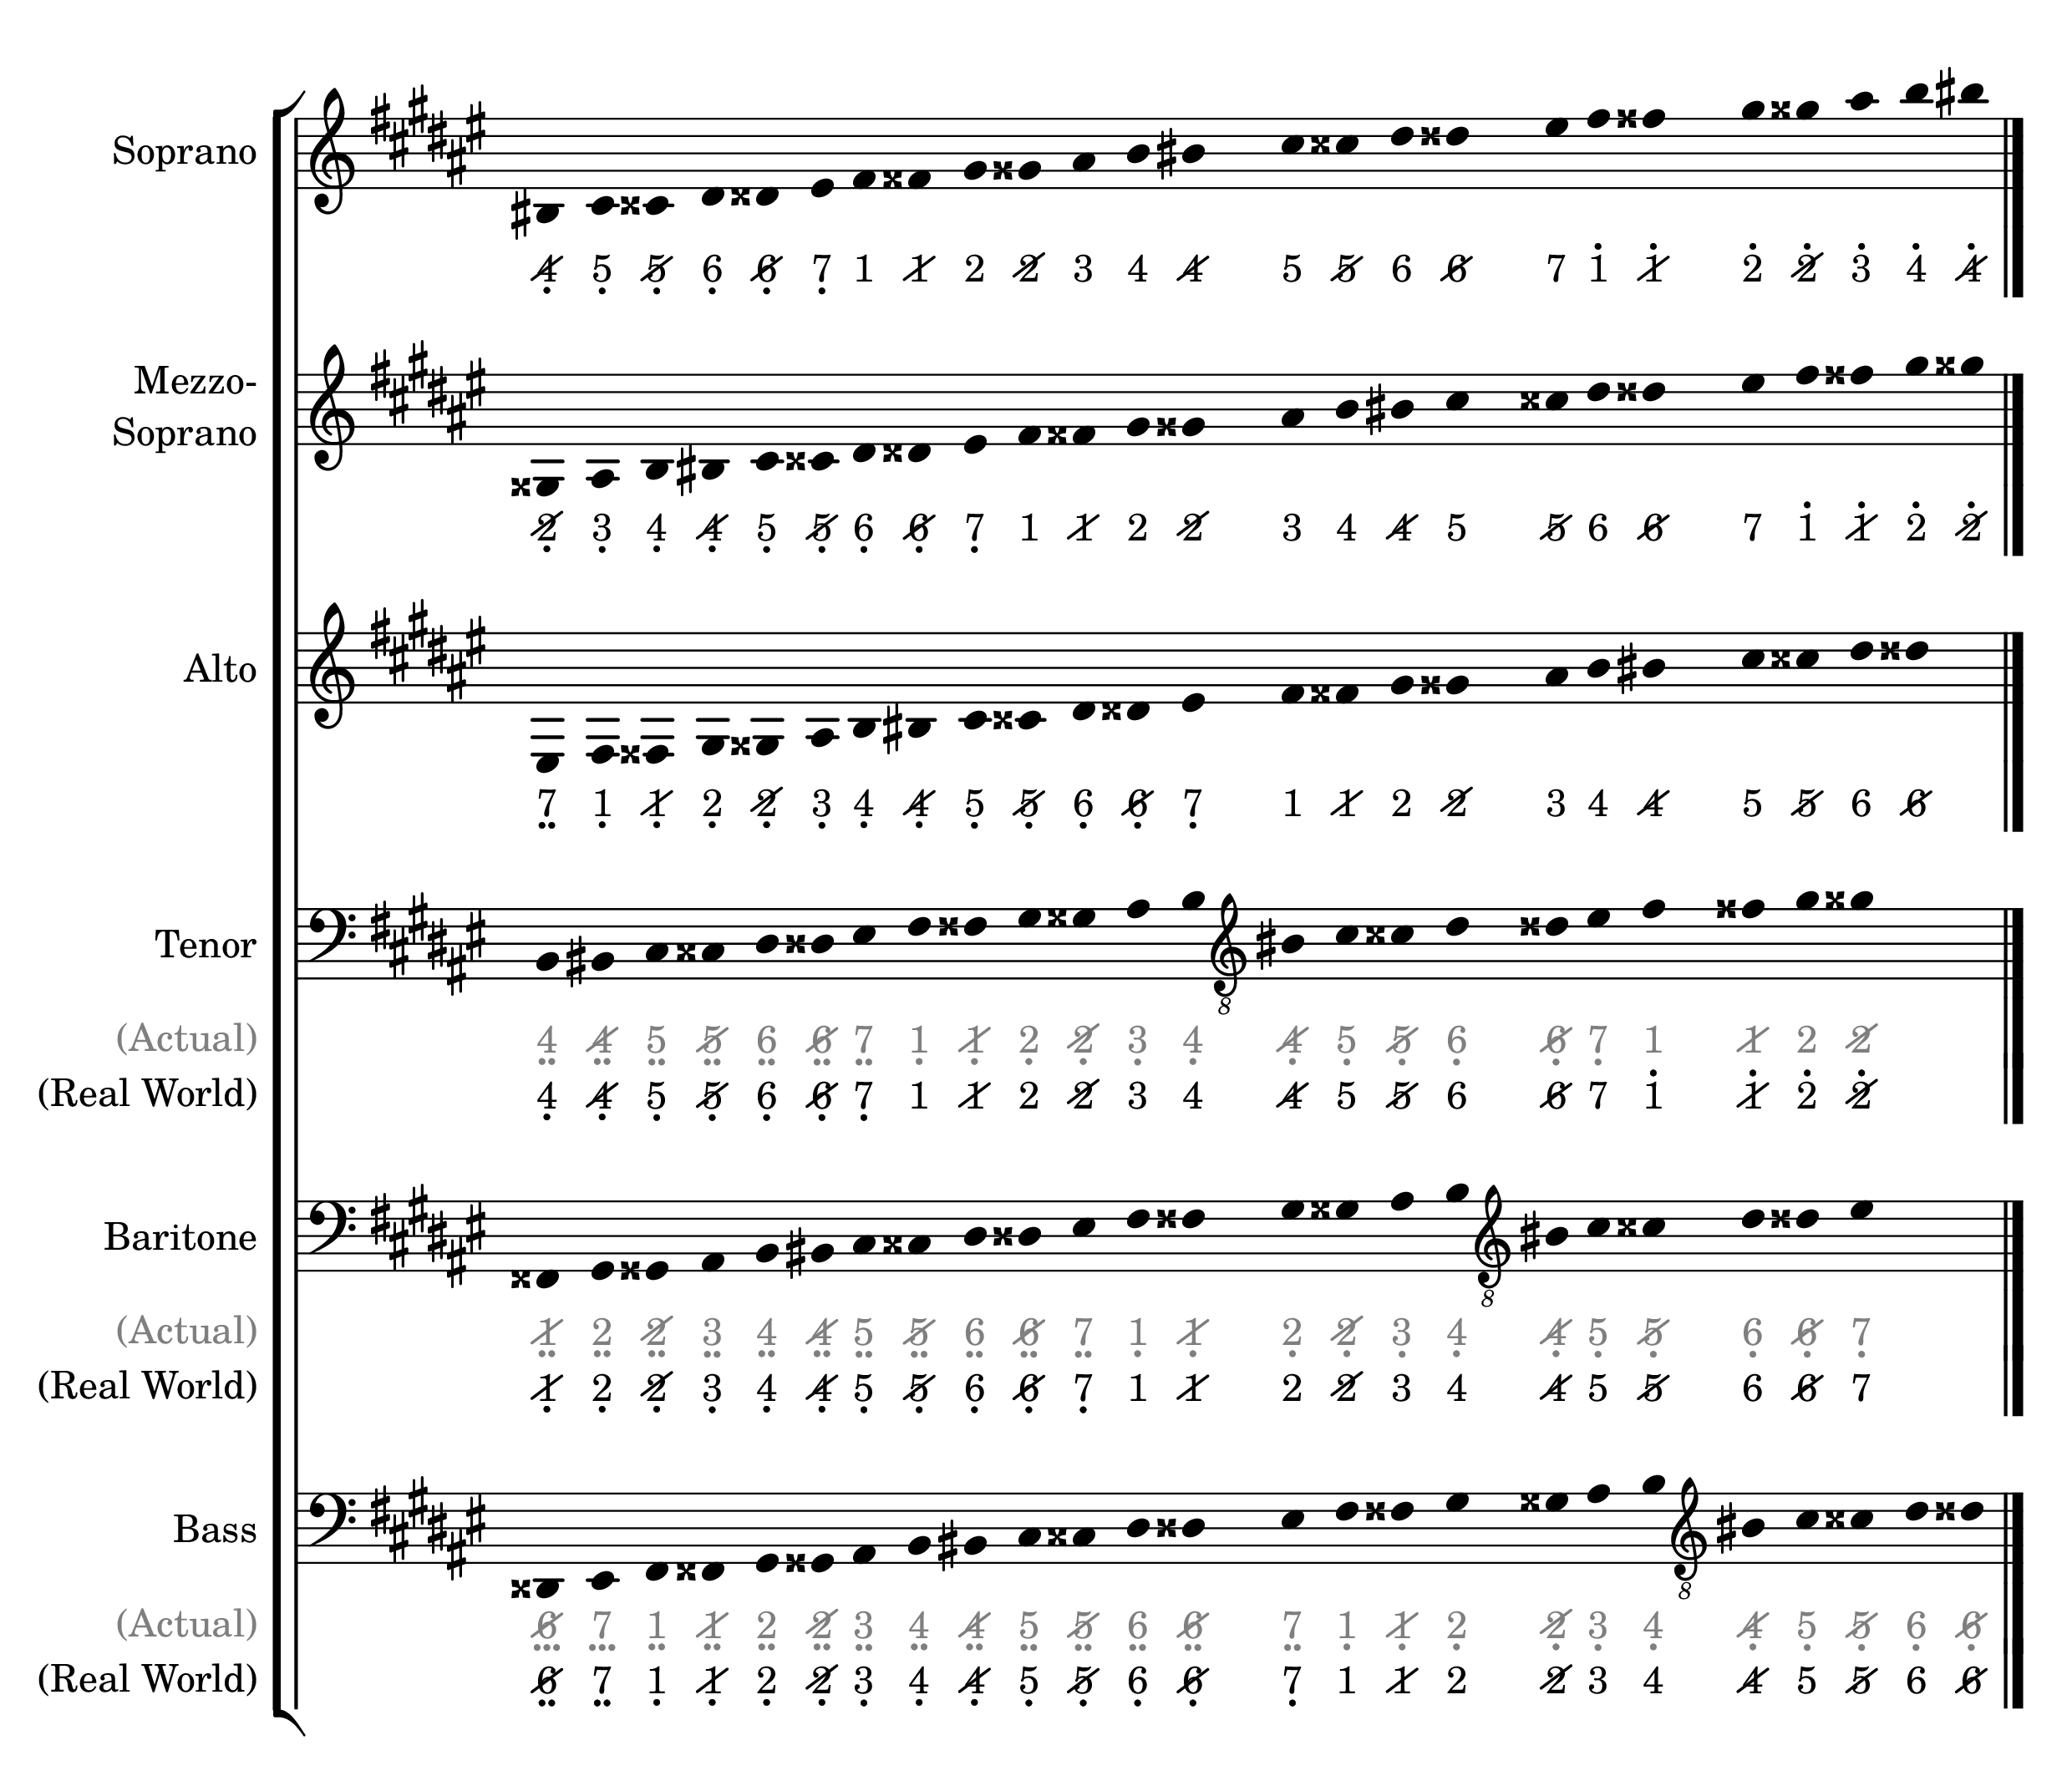 Soprano
4 5 5 6 6 7 1 1 2 2 3 4 4 5 5 6 6 7 1 1 2 2 3 4 4
Mezzo-
Soprano
2 3 4 4 5 5 6 6 7 1 1 2 2 3 4 4 5 5 6 6 7 1 1 2 2
Alto
7 1 1 2 2 3 4 4 5 5 6 6 7 1 1 2 2 3 4 4 5 5 6 6
Tenor
8
(Actual) 4 4 5 5 6 6 7 1 1 2 2 3 4 4 5 5 6 6 7 1 1 2 2
(Real World) 4 4 5 5 6 6 7 1 1 2 2 3 4 4 5 5 6 6 7 1 1 2 2
Baritone
8
(Actual) 1 2 2 3 4 4 5 5 6 6 7 1 1 2 2 3 4 4 5 5 6 6 7
(Real World) 1 2 2 3 4 4 5 5 6 6 7 1 1 2 2 3 4 4 5 5 6 6 7
Bass
8
(Actual) 6 7 1 1 2 2 3 4 4 5 5 6 6 7 1 1 2 2 3 4 4 5 5 6 6
(Real World) 6 7 1 1 2 2 3 4 4 5 5 6 6 7 1 1 2 2 3 4 4 5 5 6 6